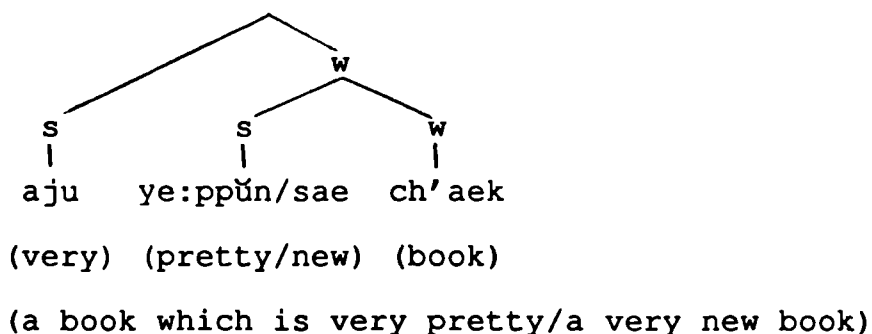 w
s s w
aju ye:ppŭn/sae ch'aek
(very) (pretty/new) (book)
(a book which is very pretty/a very new book)